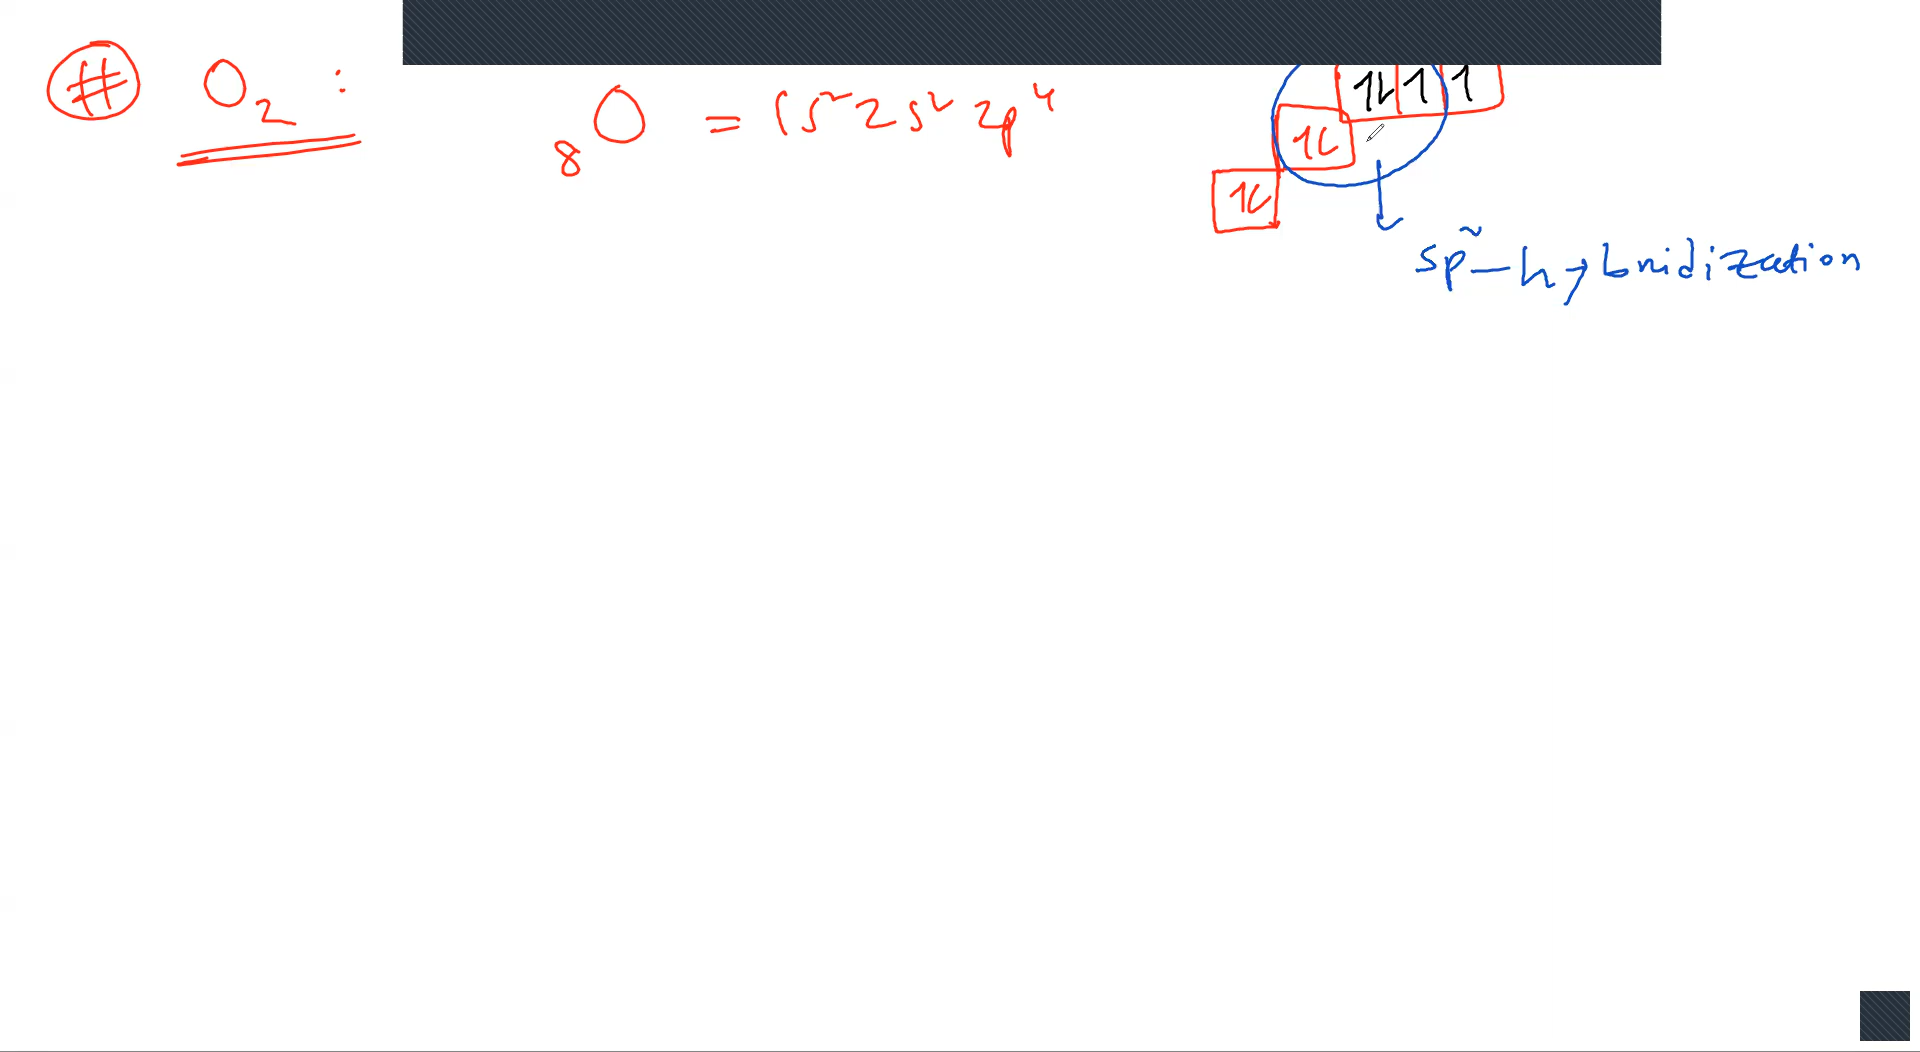 # O₂ :
₈O = 1s² 2s² 2p⁴
1L 1 1
1L
1L
sp² - hybridization